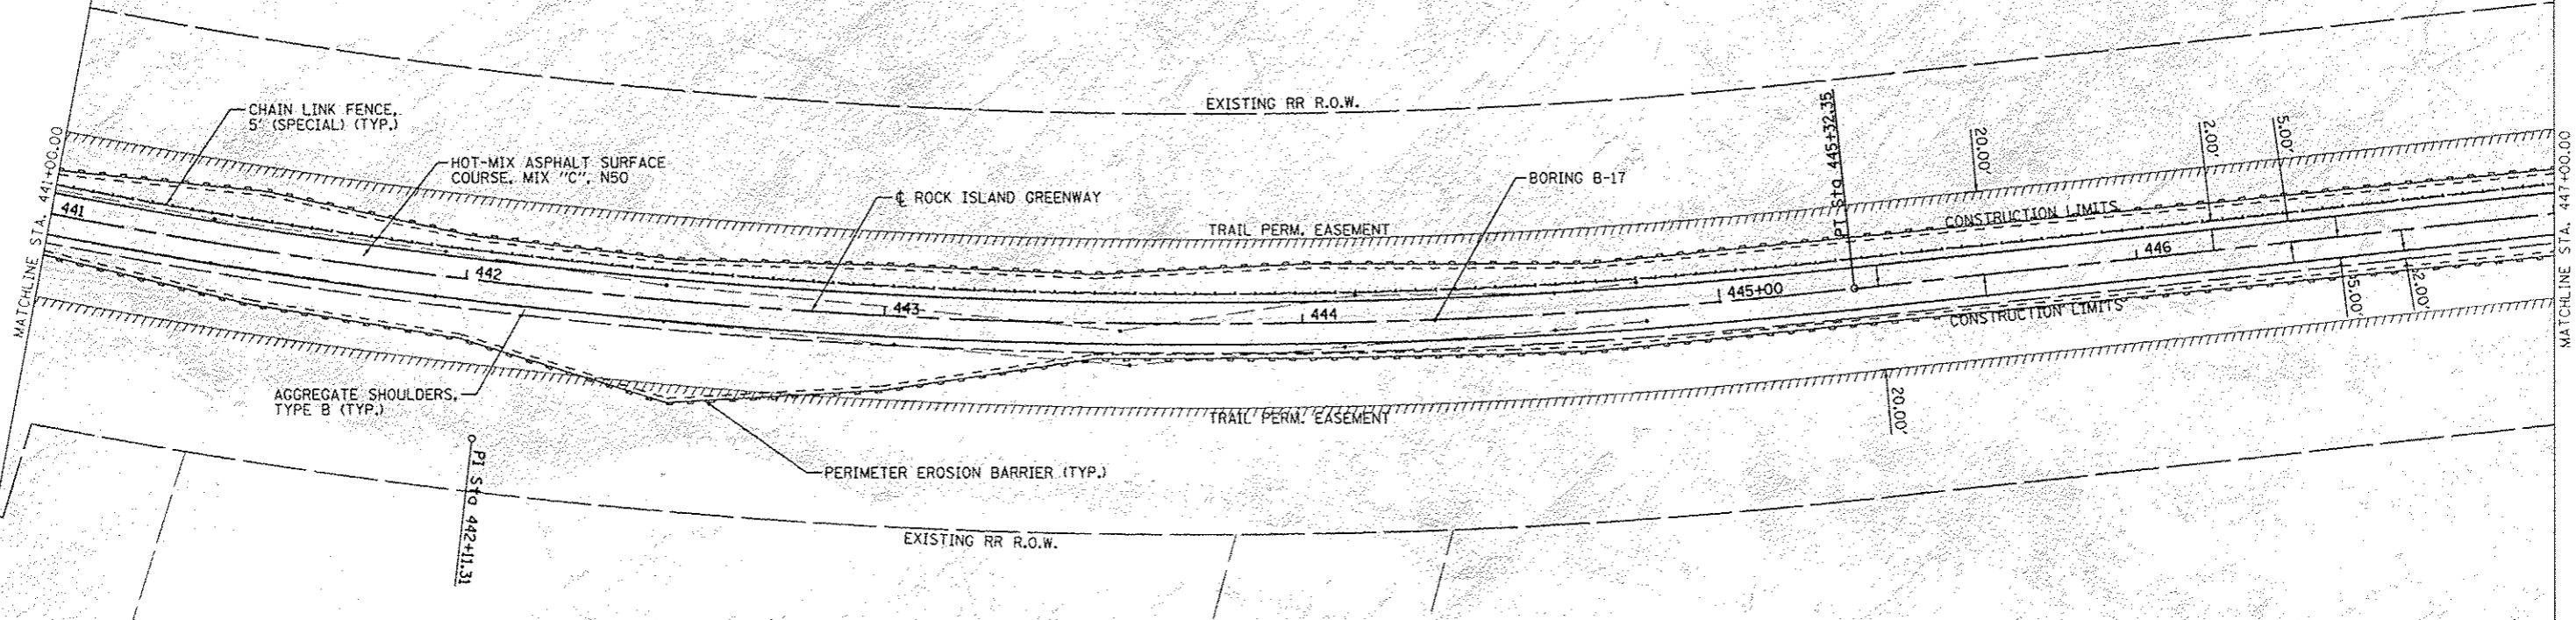 MATCHLINE STA. 441+00.00
CHAIN LINK FENCE,
5' (SPECIAL) (TYP.)
HOT-MIX ASPHALT SURFACE
COURSE, MIX "C", N50
℄ ROCK ISLAND GREENWAY
EXISTING RR R.O.W.
TRAIL PERM. EASEMENT
BORING B-17
PT Sta 445+32.35
20.00'
2.00'
5.00'
CONSTRUCTION LIMITS
MATCHLINE STA. 447+00.00
441
442
443
444
445+00
446
CONSTRUCTION LIMITS
5.00'
2.00'
20.00'
AGGREGATE SHOULDERS,
TYPE B (TYP.)
TRAIL PERM. EASEMENT
PI Sta 442+11.31
PERIMETER EROSION BARRIER (TYP.)
EXISTING RR R.O.W.